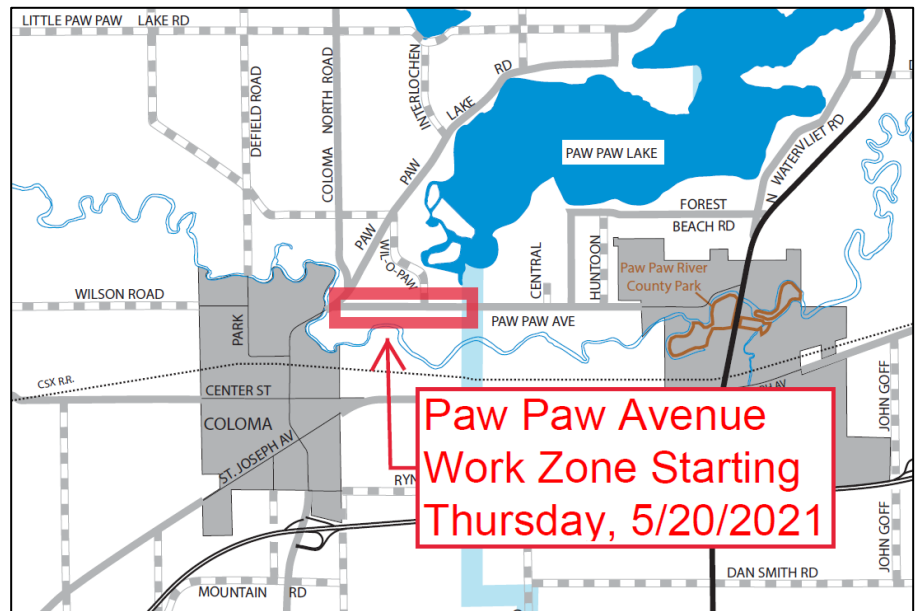 LITTLE PAW PAW LAKE RD
DEFIELD ROAD
COLOMA NORTH ROAD
INTERLOCHEN
PAW PAW LAKE RD
PAW PAW LAKE
N WATERVLIET RD
FOREST
BEACH RD
WIL-O-PAW
CENTRAL
HUNTOON
Paw Paw River
County Park
WILSON ROAD
PARK
PAW PAW AVE
CSX R.R.
CENTER ST
COLOMA
ST. JOSEPH AV
JOHN GOFF
Paw Paw Avenue
Work Zone Starting
Thursday, 5/20/2021
JOHN GOFF
DAN SMITH RD
MOUNTAIN RD